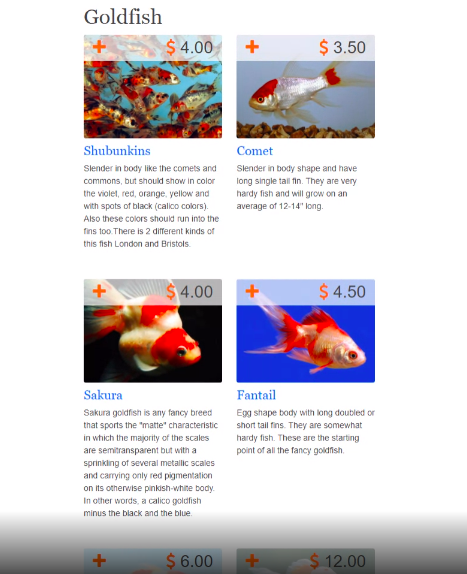 Goldfish
+ $ 4.00
+ $ 3.50
Shubunkins
Slender in body like the comets and
commons, but should show in color
the violet, red, orange, yellow and
with spots of black (calico colors).
Also these colors should run into the
fins too.There is 2 different kinds of
this fish London and Bristols.
Comet
Slender in body shape and have
long single tail fin. They are very
hardy fish and will grow on an
average of 12-14" long.
+ $ 4.00
+ $ 4.50
Sakura
Sakura goldfish is any fancy breed
that sports the "matte" characteristic
in which the majority of the scales
are semitransparent but with a
sprinkling of several metallic scales
and carrying only red pigmentation
on its otherwise pinkish-white body.
In other words, a calico goldfish
minus the black and the blue.
Fantail
Egg shape body with long doubled or
short tail fins. They are somewhat
hardy fish. These are the starting
point of all the fancy goldfish.
+ $ 6.00
+ $ 12.00